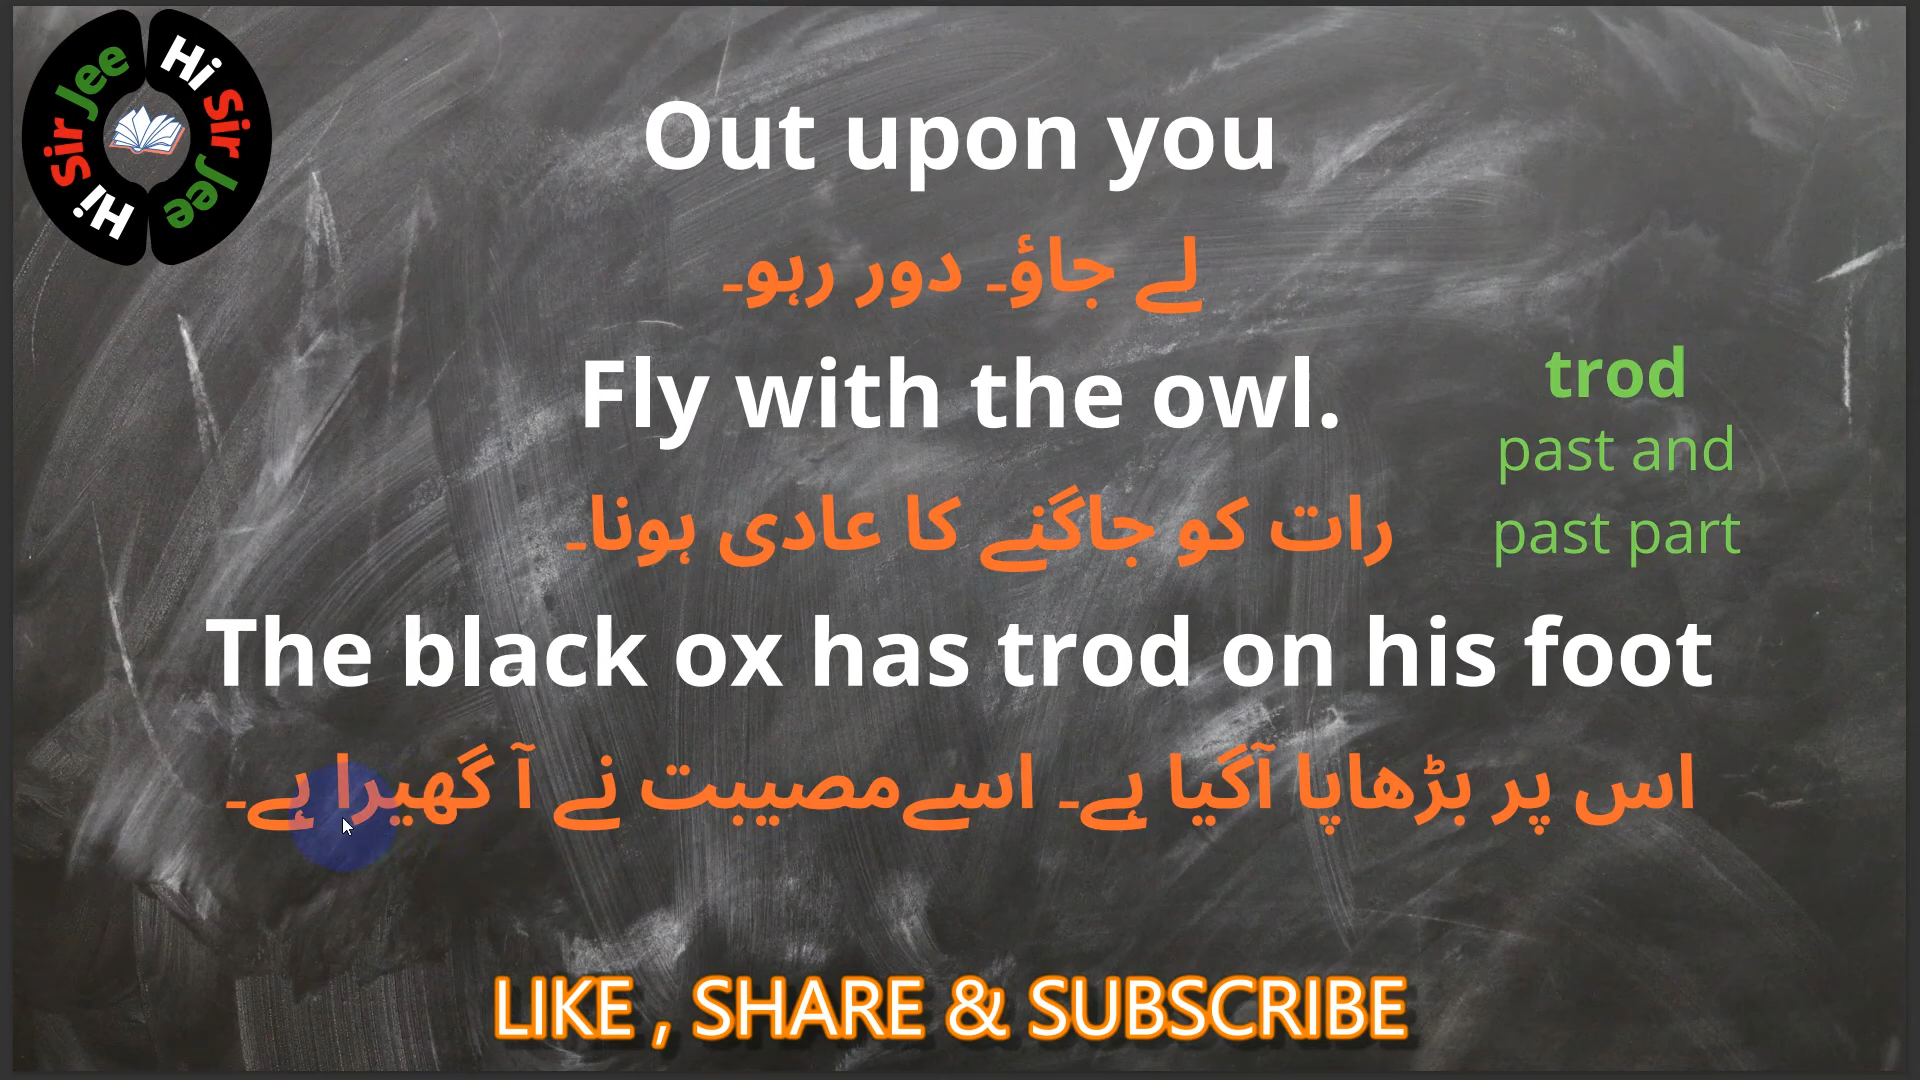 Hi Sir Jee
Hi Sir Jee
Out upon you
لے جاؤ۔ دور رہو۔
Fly with the owl.
رات کو جاگنے کا عادی ہونا۔
trod
past and
past part
The black ox has trod on his foot
اس پر بڑھاپا آگیا ہے۔ اسےمصیبت نے آ گھیرا ہے۔
LIKE , SHARE & SUBSCRIBE